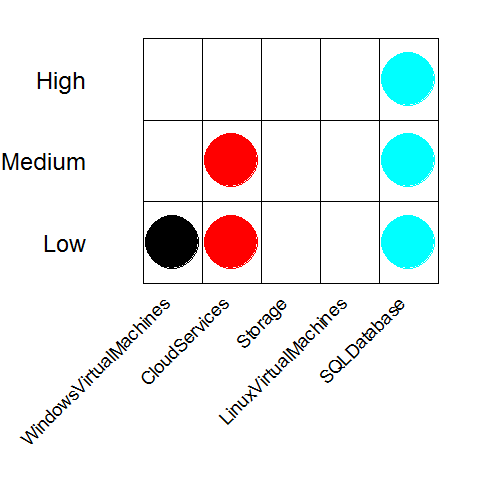 High
Medium
Low
WindowsVirtualMachines
CloudServices
Storage
LinuxVirtualMachines
SQLDatabase